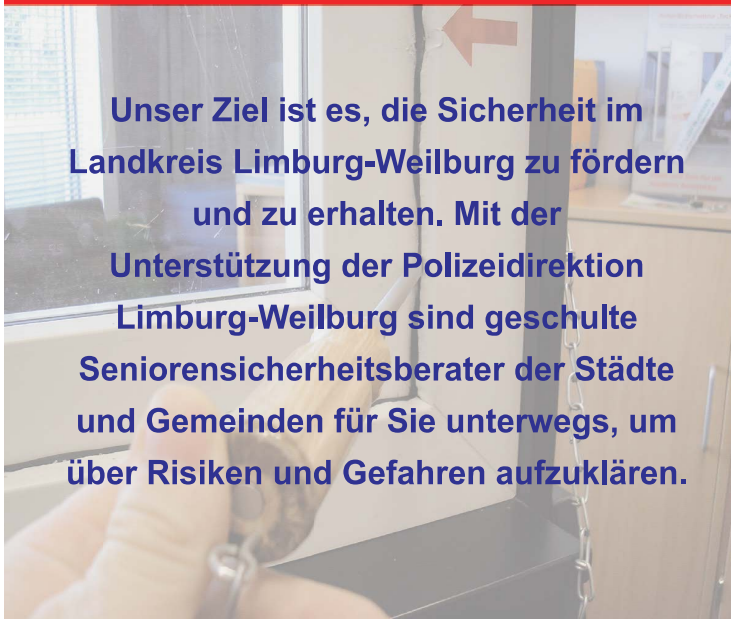 Unser Ziel ist es, die Sicherheit im
Landkreis Limburg-Weilburg zu fördern
und zu erhalten. Mit der
Unterstützung der Polizeidirektion
Limburg-Weilburg sind geschulte
Seniorensicherheitsberater der Städte
und Gemeinden für Sie unterwegs, um
über Risiken und Gefahren aufzuklären.